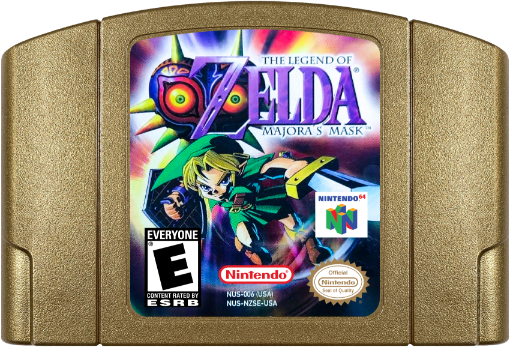 THE LEGEND OF
ZELDA
MAJORA'S MASK™
NINTENDO 64
N
EVERYONE
E
CONTENT RATED BY
ESRB
Nintendo®
NUS-006 (USA)
NUS-NZSE-USA
Official
Nintendo
Seal of Quality